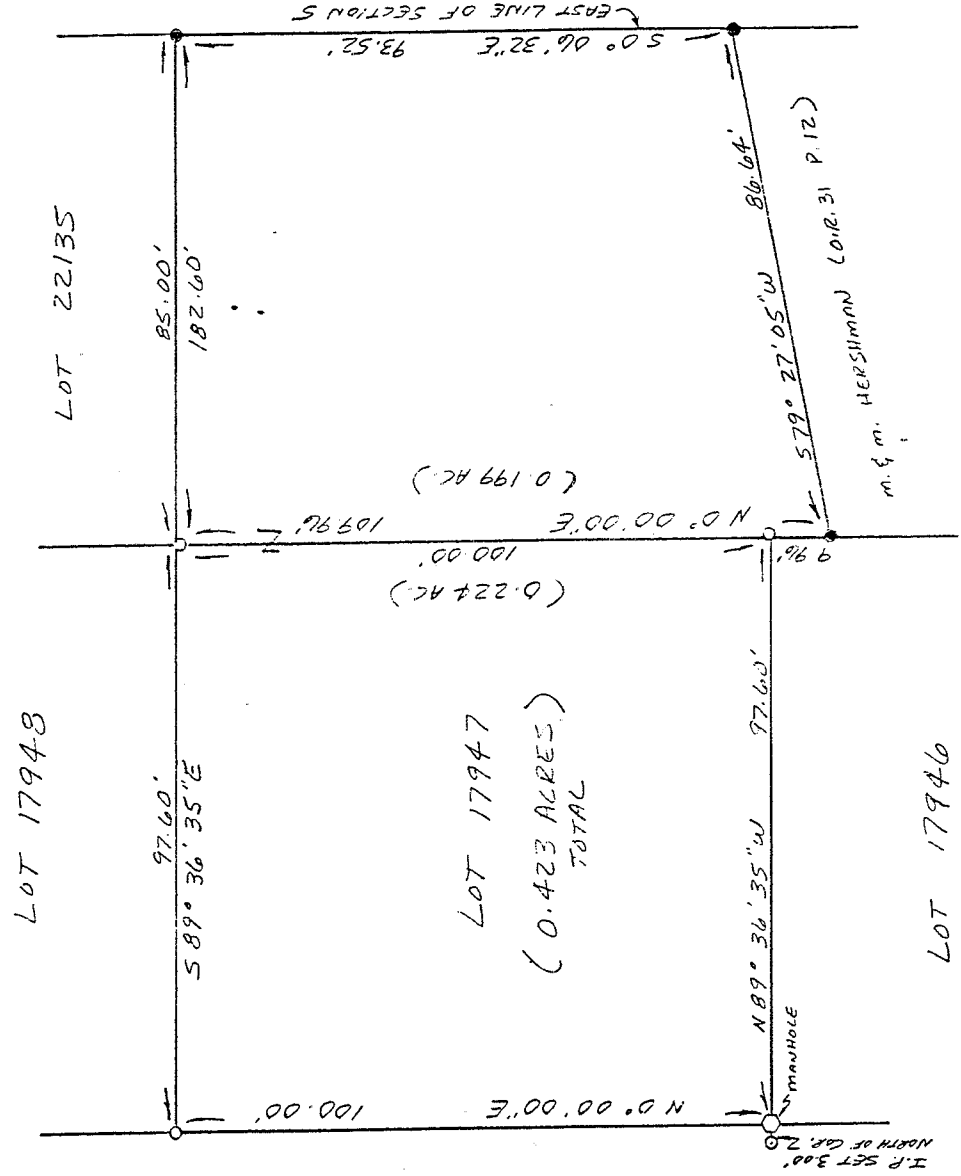 EAST LINE OF SECTION 5
S 0° 06' 32" E 93.52'
LOT 22135
85.00'
182.60'
S 79° 27' 05" W 86.64'
M. & M. HERSHMAN (O.R. 31 P. 12)
(0.199 AC.)
N 0° 00' 00" E 109.96'
100.00'
9.96'
(0.224 AC)
LOT 17948
97.60'
S 89° 36' 35" E
LOT 17947
(0.423 ACRES)
TOTAL
N 89° 36' 35" W 97.60'
LOT 17946
MANHOLE
N 0° 00' 00" E 100.00'
I.P. SET 3.00'
NORTH OF COR.